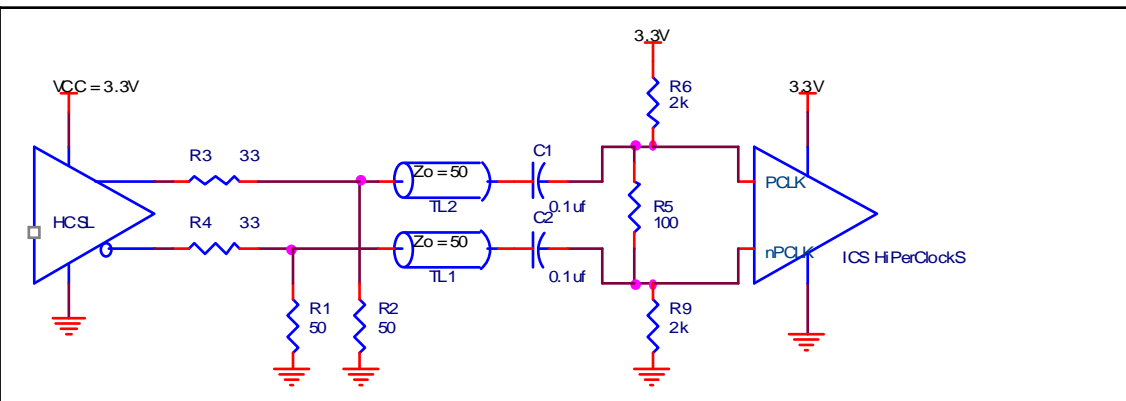 3.3V
VCC = 3.3V
R6
2k
3.3V
R3 33
C1
Zo = 50
PCLK
TL2
0.1uf
HCSL
R4 33
C2
R5
100
Zo = 50
nPCLK
ICS HiPerClockS
TL1
0.1uf
R1
50
R2
50
R9
2k